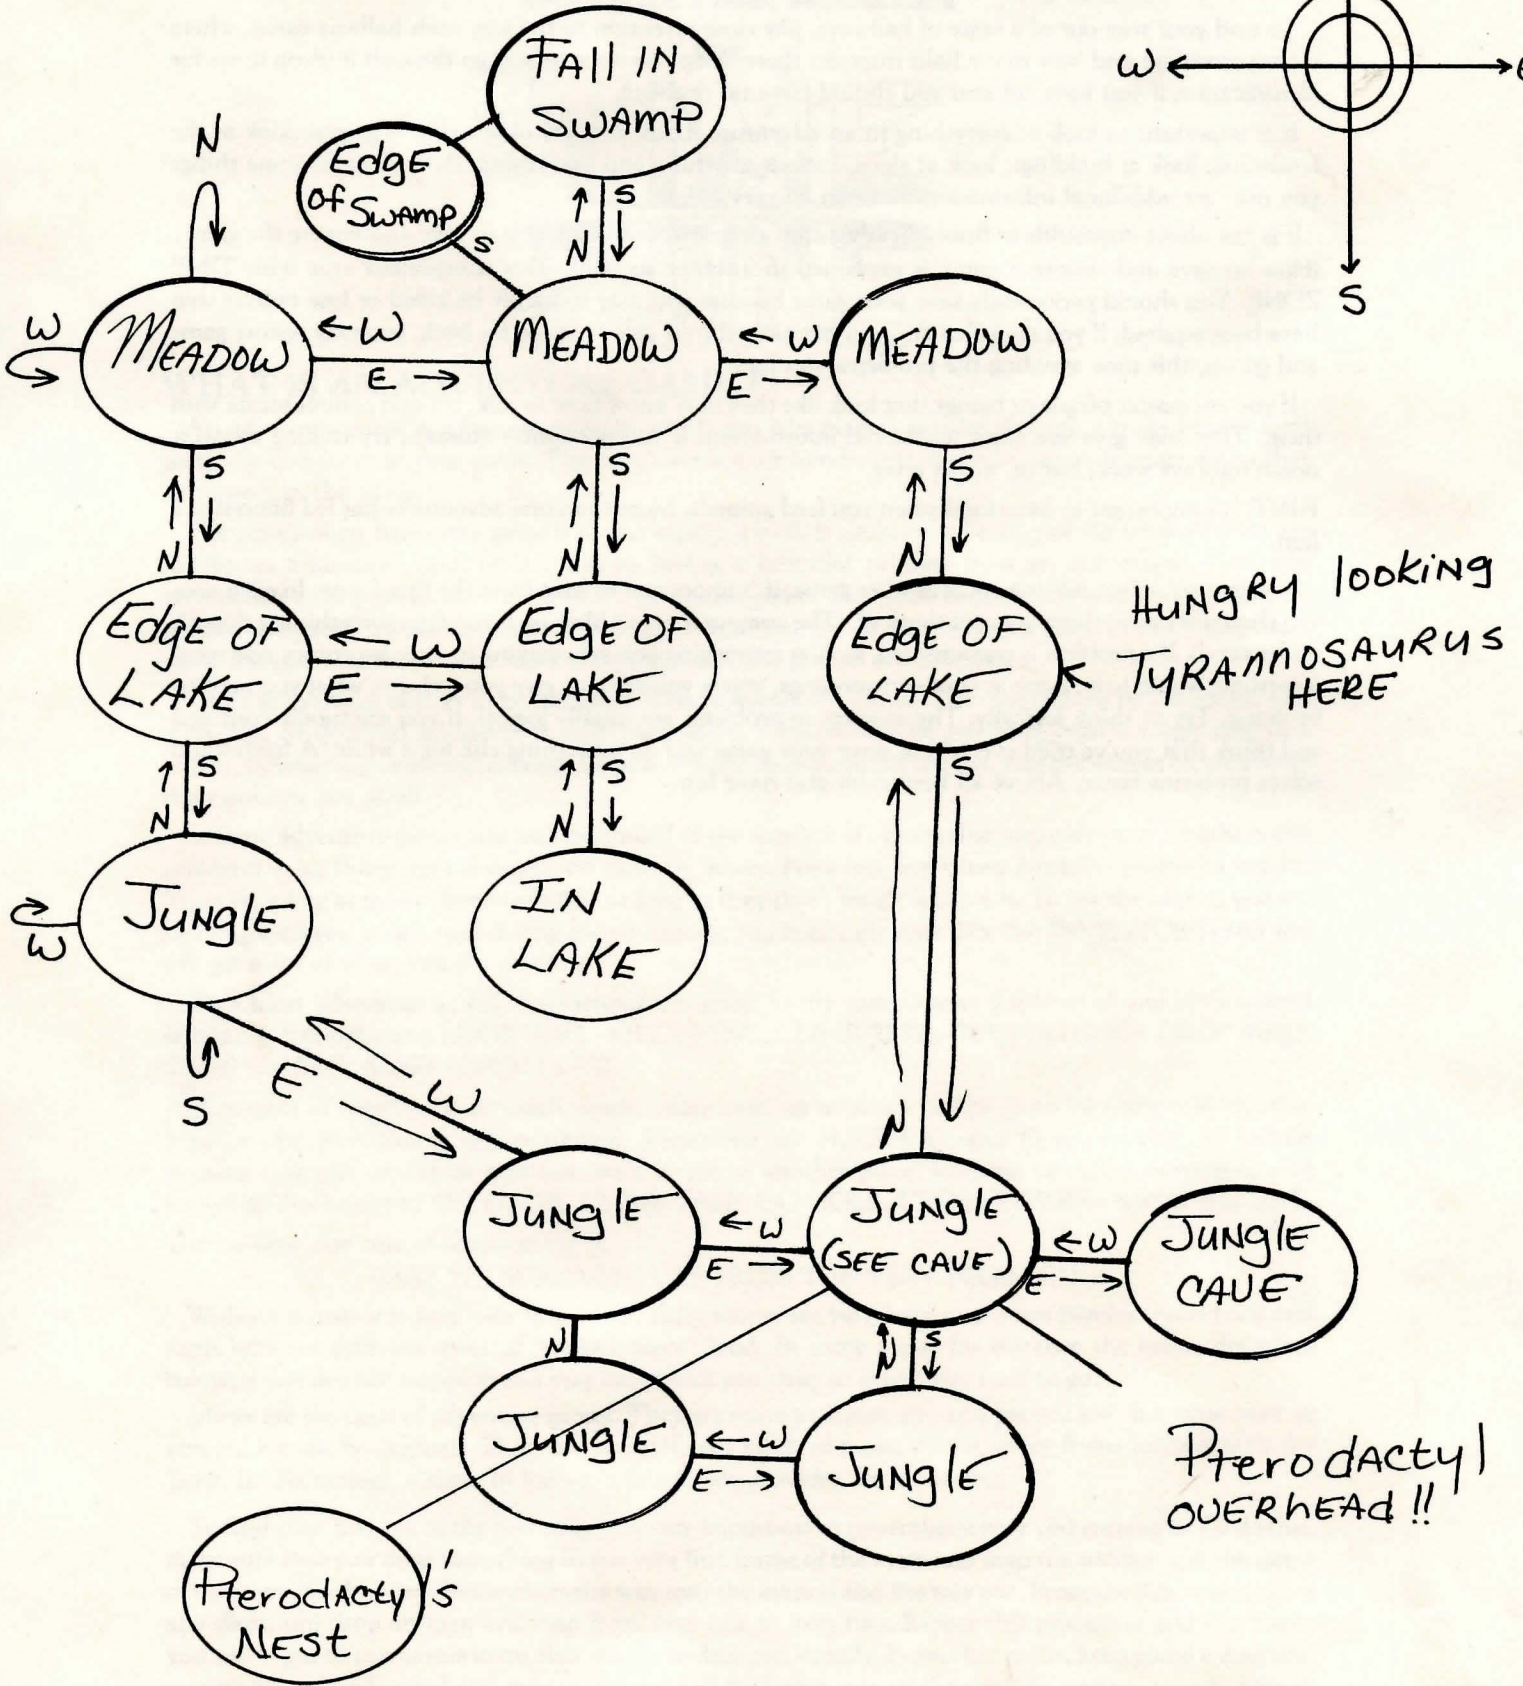 FALL IN
SWAMP
W
E
Edge
of SWAMP
N
S
N
S
S
W
MEADOW
←W
E→
MEADOW
←W
E→
MEADOW
S
N
S
N
S
N
Edge OF
LAKE
←W
E→
Edge OF
LAKE
Edge OF
LAKE
HUNGRY lOOKING
TYRANNOSAURUS
HERE
S
N
S
N
S
Jungle
W
IN
LAKE
S
E
W
N
Jungle
←W
E→
Jungle
(SEE CAVE)
←W
E→
Jungle
CAVE
N
N
S
Jungle
←W
E→
Jungle
PterodActyl
OVERhEAd!!
PterodActyl's
NEST